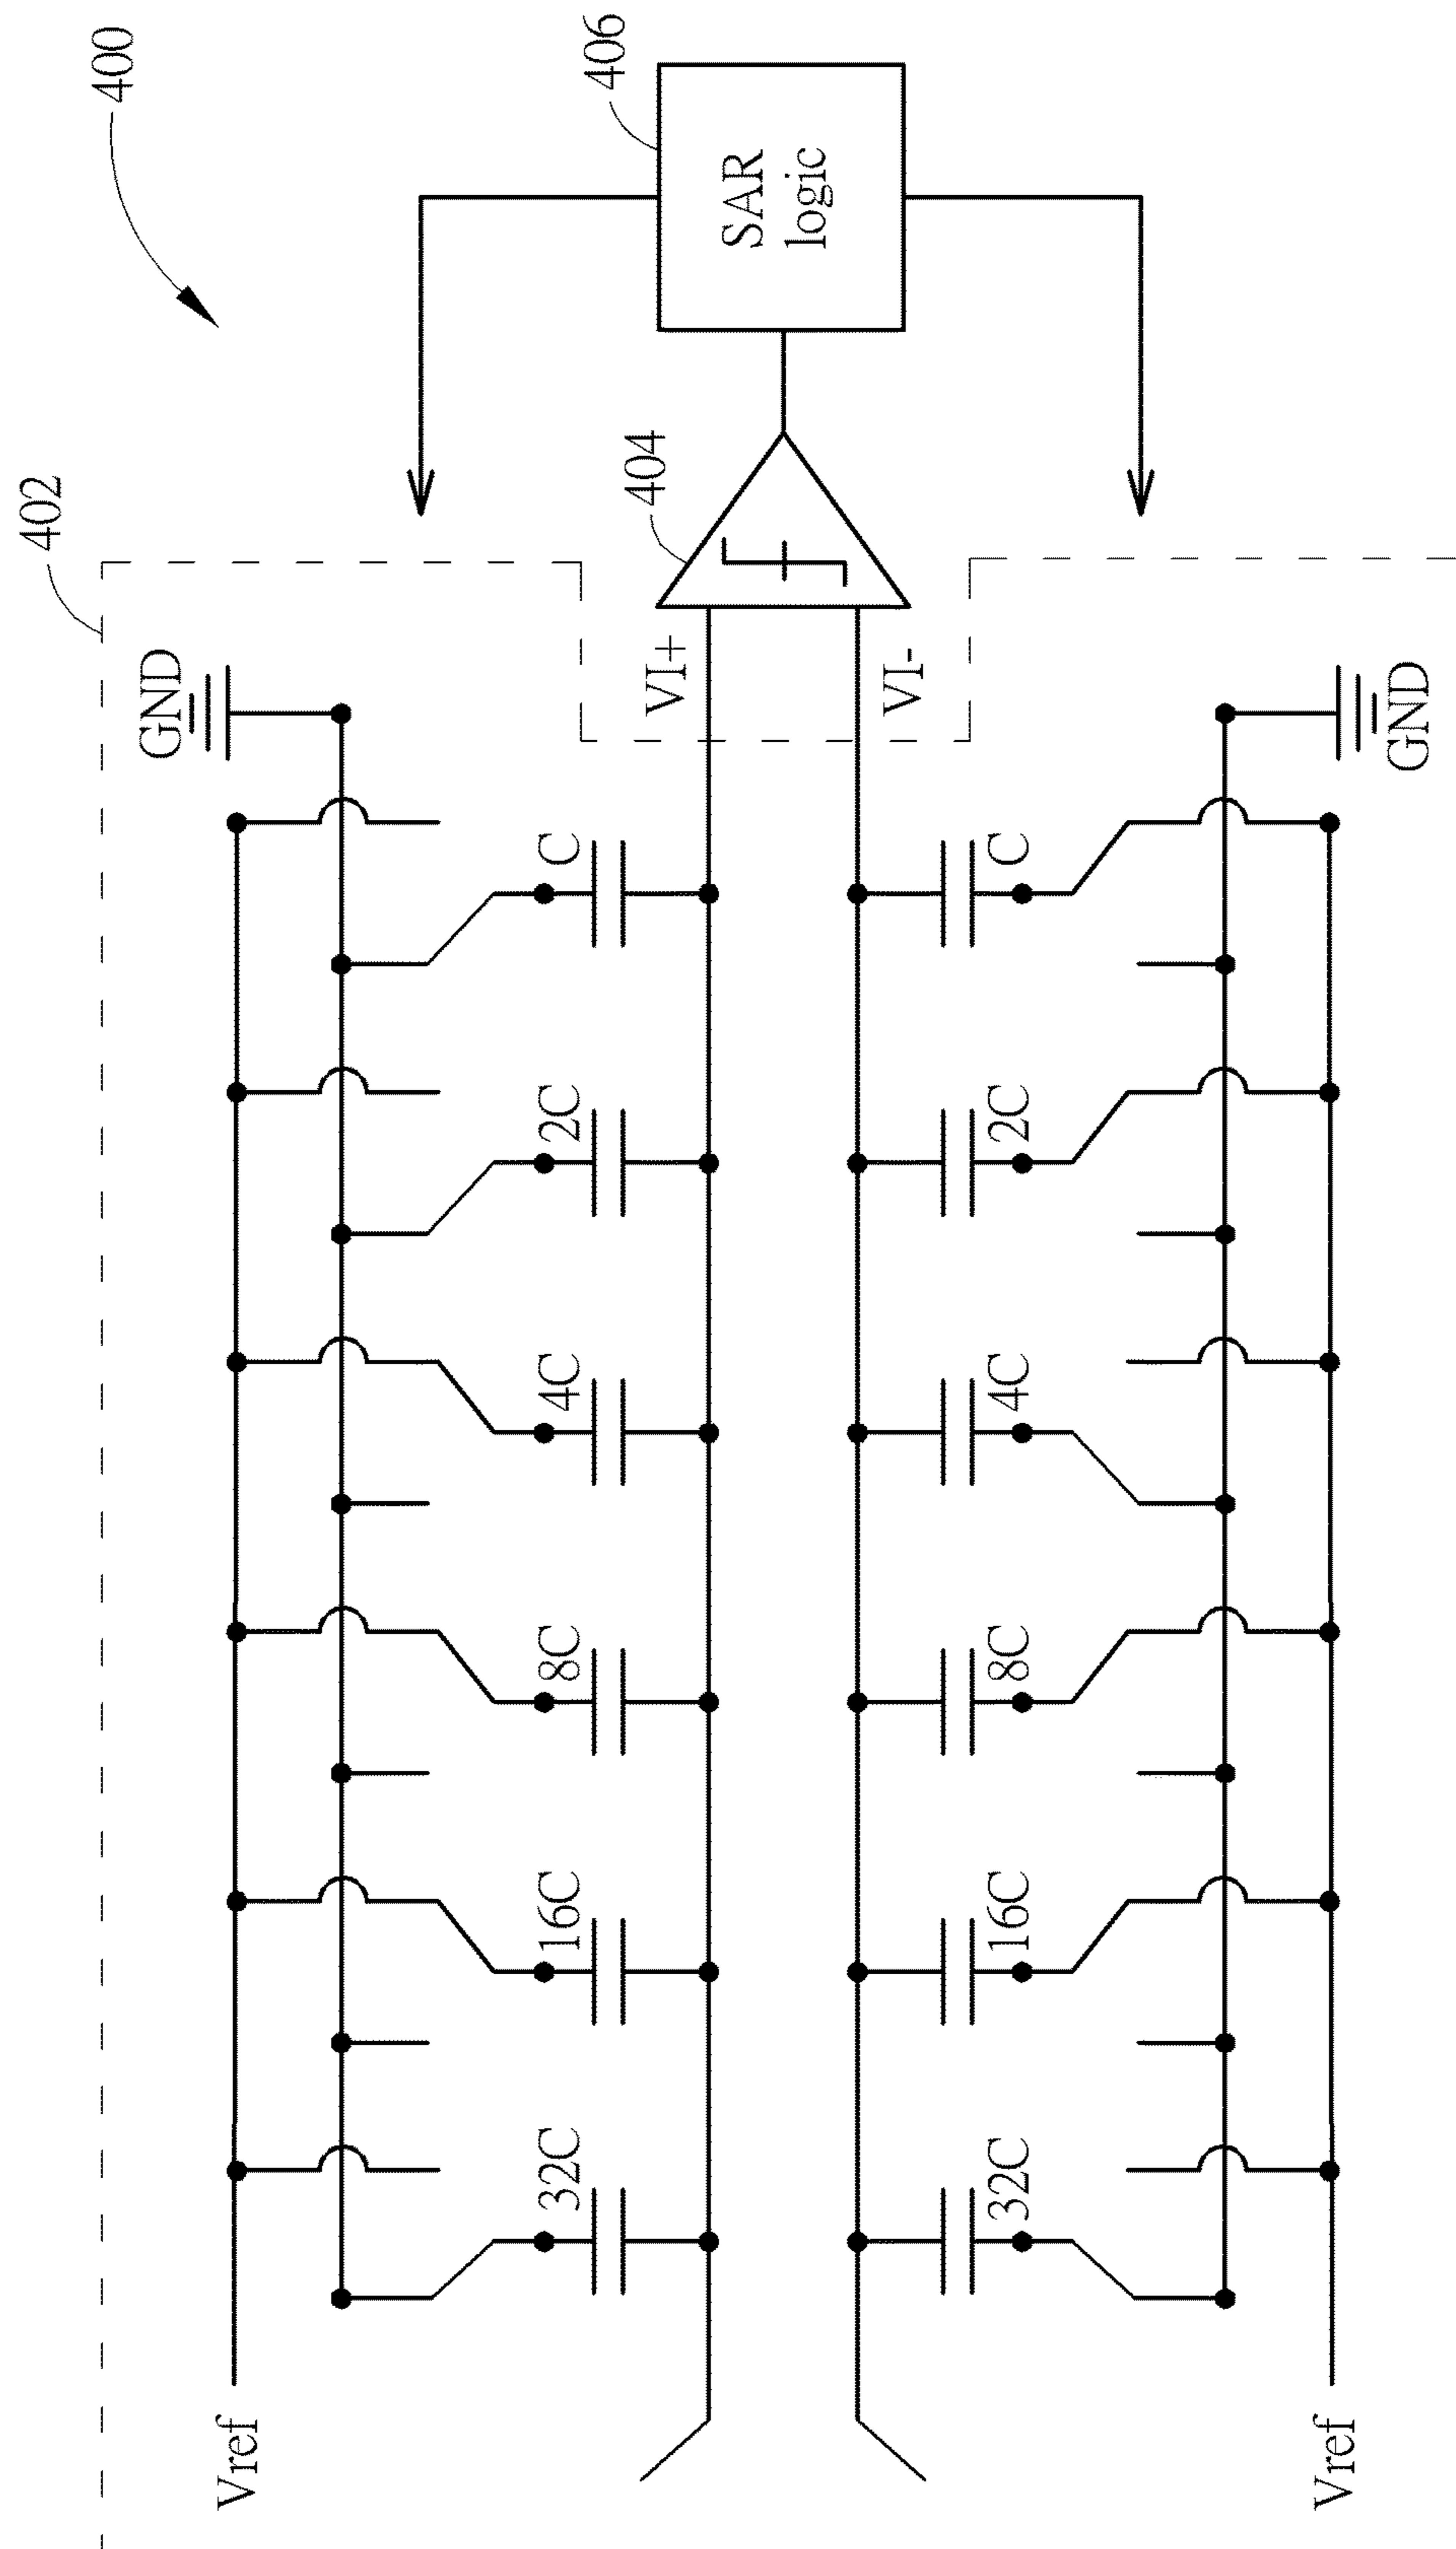 400
402
404
406
SAR
logic
GND
VI+
VI-
GND
Vref
32C
16C
8C
4C
2C
C
32C
16C
8C
4C
2C
C
Vref